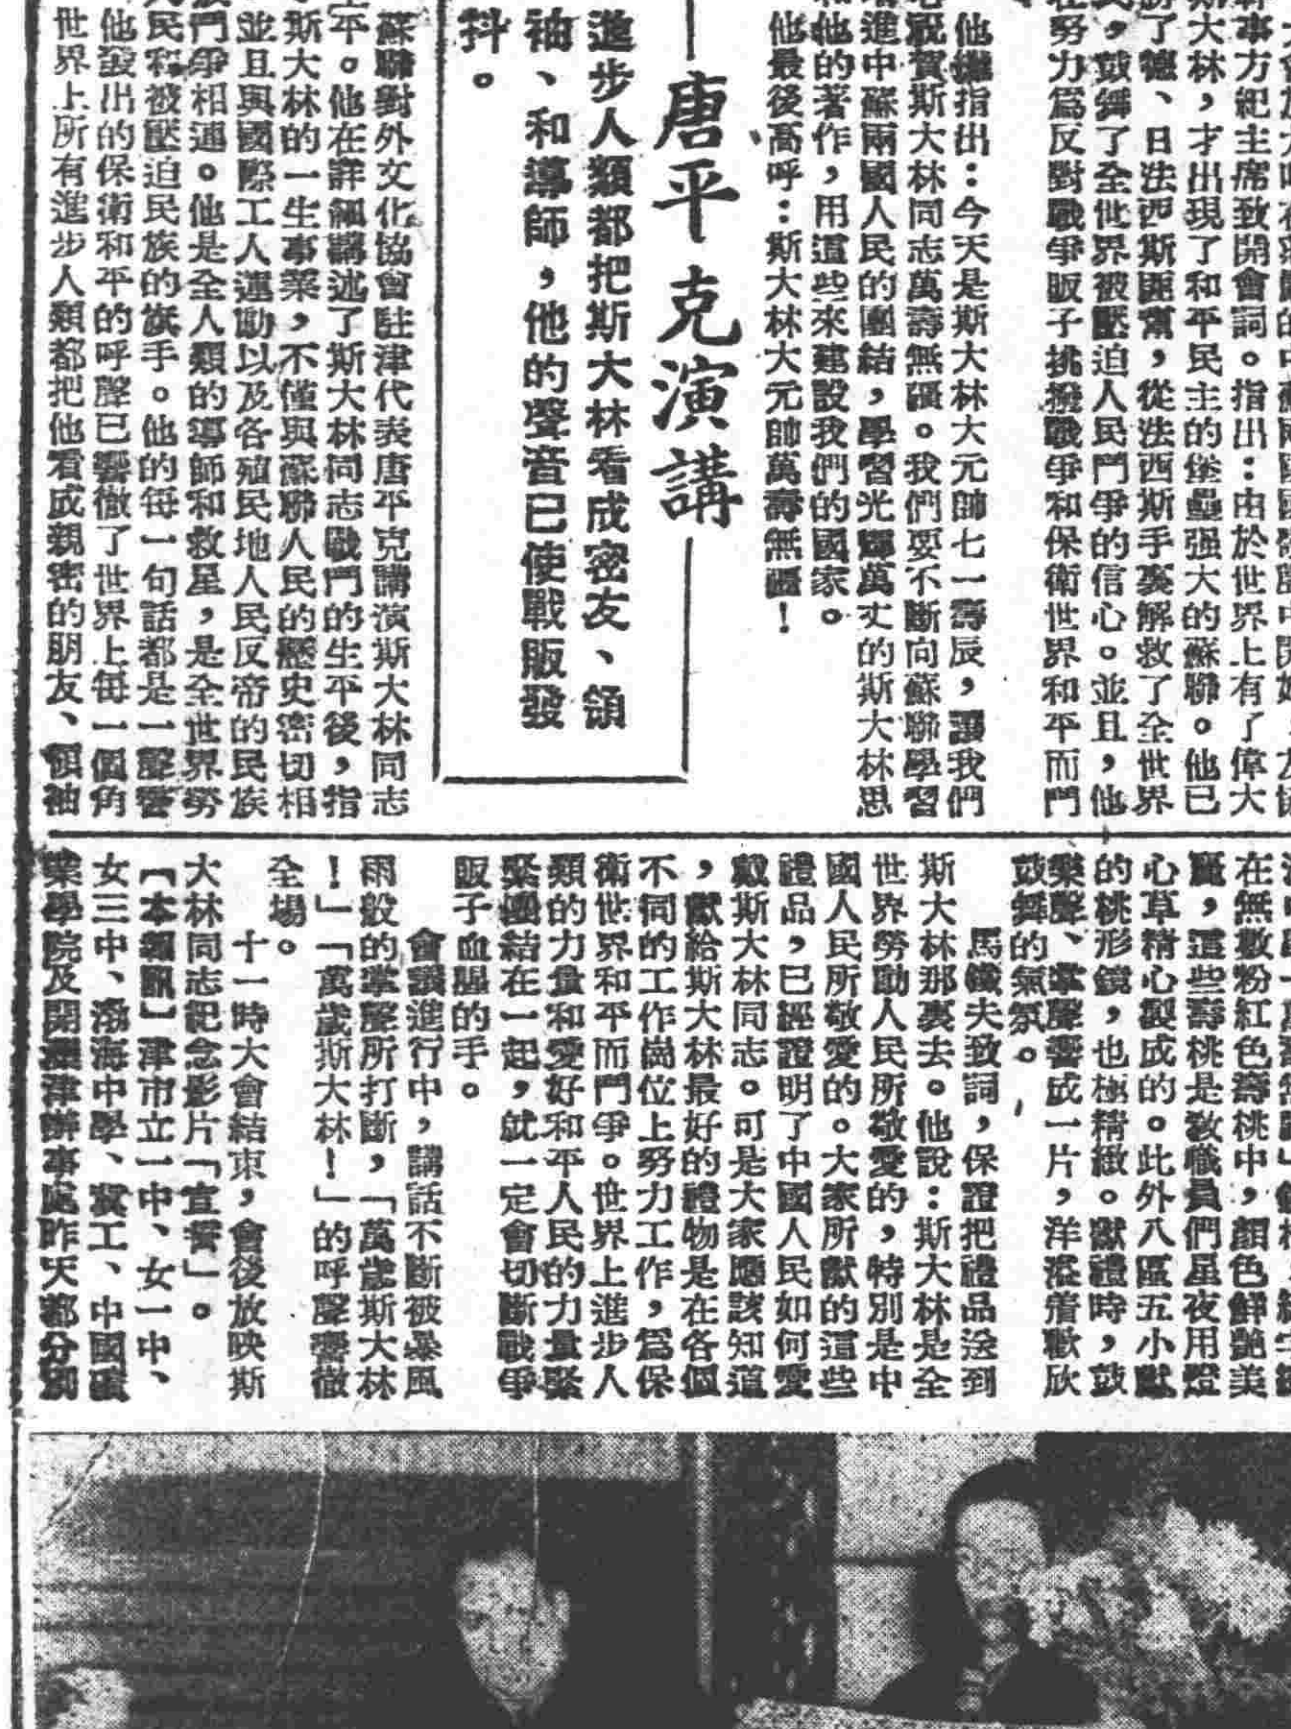 事方紀主席致開會詞。指出：由於世界上有了偉大
斯大林，才出現了和平民主的堡壘强大的蘇聯。他已
勝了德、日法西斯匪幫，從法西斯手裏解救了全世界
民，鼓舞了全世界被壓迫人民鬥爭的信心。並且，他
在努力爲反對戰爭販子挑撥戰爭和保衛世界和平而鬥
他繼指出：今天是斯大林大元帥七一壽辰，讓我們
祝賀斯大林同志萬壽無疆。我們要不斷向蘇聯學習
進中蘇兩國人民的團結，學習光輝萬丈的斯大林思
和他的著作，用這些來建設我們的國家。
他最後高呼：斯大林大元帥萬壽無疆！
唐平克演講
進步人類都把斯大林看成密友、領
袖、和導師，他的聲音已使戰販發
抖。
蘇聯對外文化協會駐津代表唐平克講演斯大林同志
平。他在詳細講述了斯大林同志戰鬥的生平後，指
斯大林的一生事業，不僅與蘇聯人民的歷史密切相
並且與國際工人運動以及各殖民地人民反帝的民族
鬥爭相連。他是全人類的導師和救星，是全世界勞
人民和被壓迫民族的旗手。他的每一句話都是一聲響
他發出的保衛和平的呼聲已響徹了世界上每一個角
世界上所有進步人類都把他看成親密的朋友、領袖
在無數粉紅色壽桃中，顏色鮮艷美
麗，這些壽桃是教職員們星夜用燈
心草精心製成的。此外八區五小獻
的桃形鏡，也極精緻。獻禮時，鼓
樂聲、掌聲響成一片，洋溢着歡欣
鼓舞的氣氛。
馬鐵夫致詞，保證把禮品送到
斯大林那裏去。他說：斯大林是全
世界勞動人民所敬愛的，特別是中
國人民所敬愛的。大家所獻的這些
禮品，已經證明了中國人民如何愛
戴斯大林同志。可是大家應該知道
，獻給斯大林最好的禮物是在各個
不同的工作崗位上努力工作，爲保
衛世界和平而鬥爭。世界上進步人
類的力量和愛好和平人民的力量緊
緊團結在一起，就一定會切斷戰爭
販子血腥的手。
會議進行中，講話不斷被暴風
雨般的掌聲所打斷，「萬歲斯大林
！」「萬歲斯大林！」的呼聲響徹
全場。
十一時大會結束，會後放映斯
大林同志記念影片「宣誓」。
【本報訊】津市立一中、女一中、
女三中、渤海中學、冀工、中國礦
業學院及開灤津辦事處昨天都分別